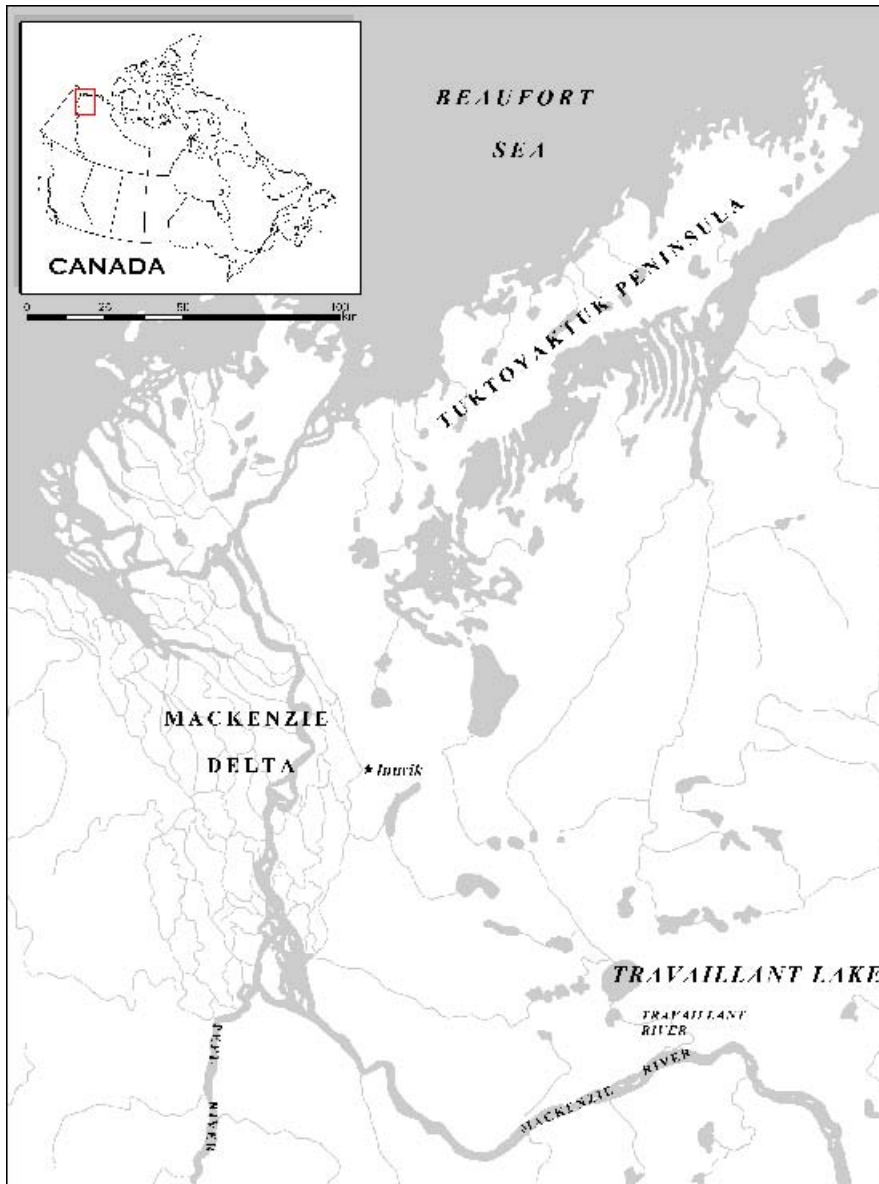 BEAUFORT
SEA
CANADA
0 20 50 100
km
TUKTOYAKTUK PENINSULA
MACKENZIE
DELTA
Inuvik
TRAVAILLANT LAKE
TRAVAILLANT
RIVER
MACKENZIE RIVER
PEEL RIVER